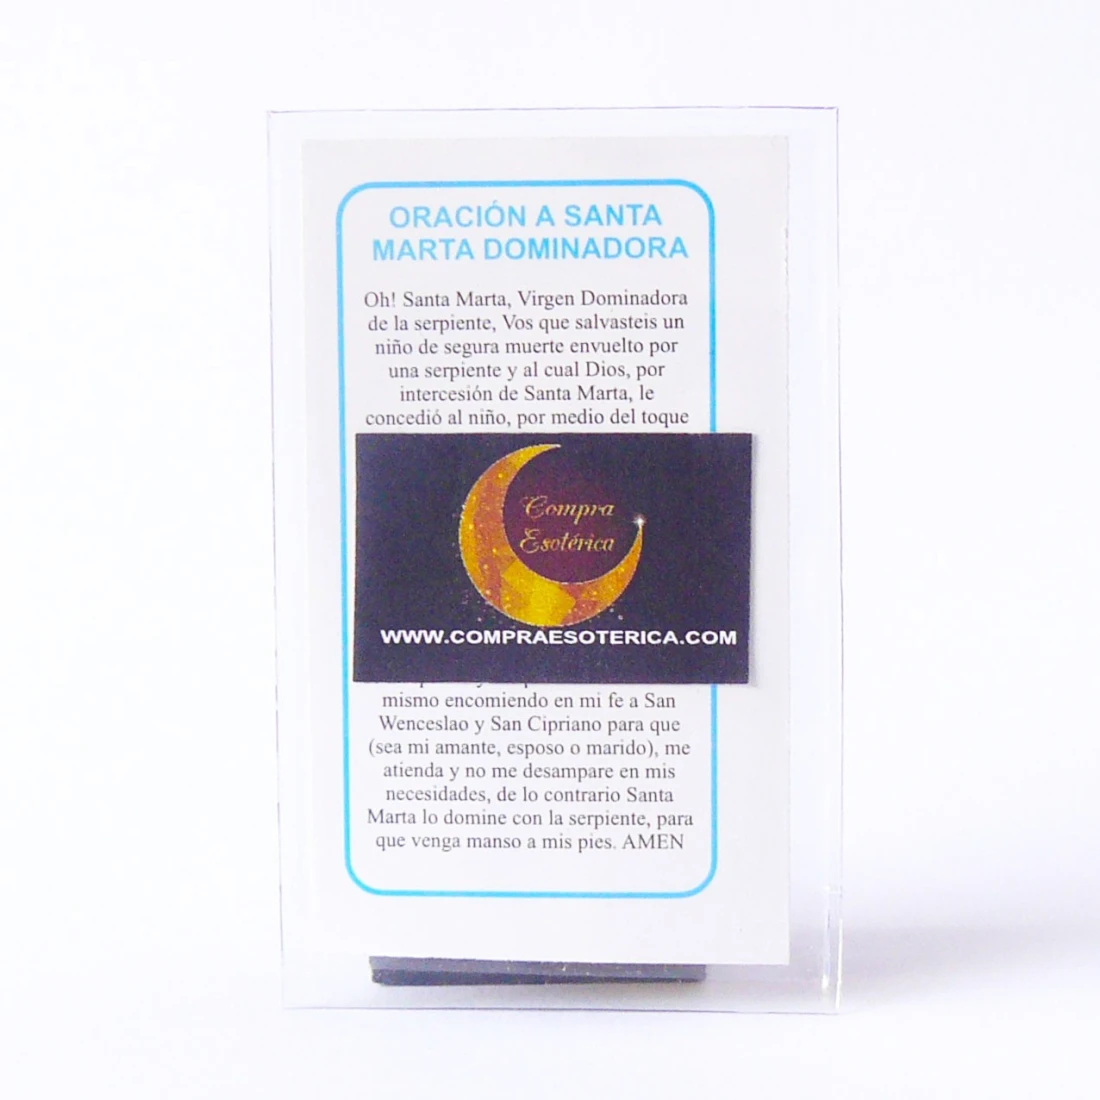 ORACIÓN A SANTA
MARTA DOMINADORA
Oh! Santa Marta, Virgen Dominadora
de la serpiente, Vos que salvasteis un
niño de segura muerte envuelto por
una serpiente y al cual Dios, por
intercesión de Santa Marta, le
concedió al niño, por medio del toque
Compra
Esotérica
WWW.COMPRAESOTERICA.COM
mismo encomiendo en mi fe a San
Wenceslao y San Cipriano para que
(sea mi amante, esposo o marido), me
atienda y no me desampare en mis
necesidades, de lo contrario Santa
Marta lo domine con la serpiente, para
que venga manso a mis pies. AMEN